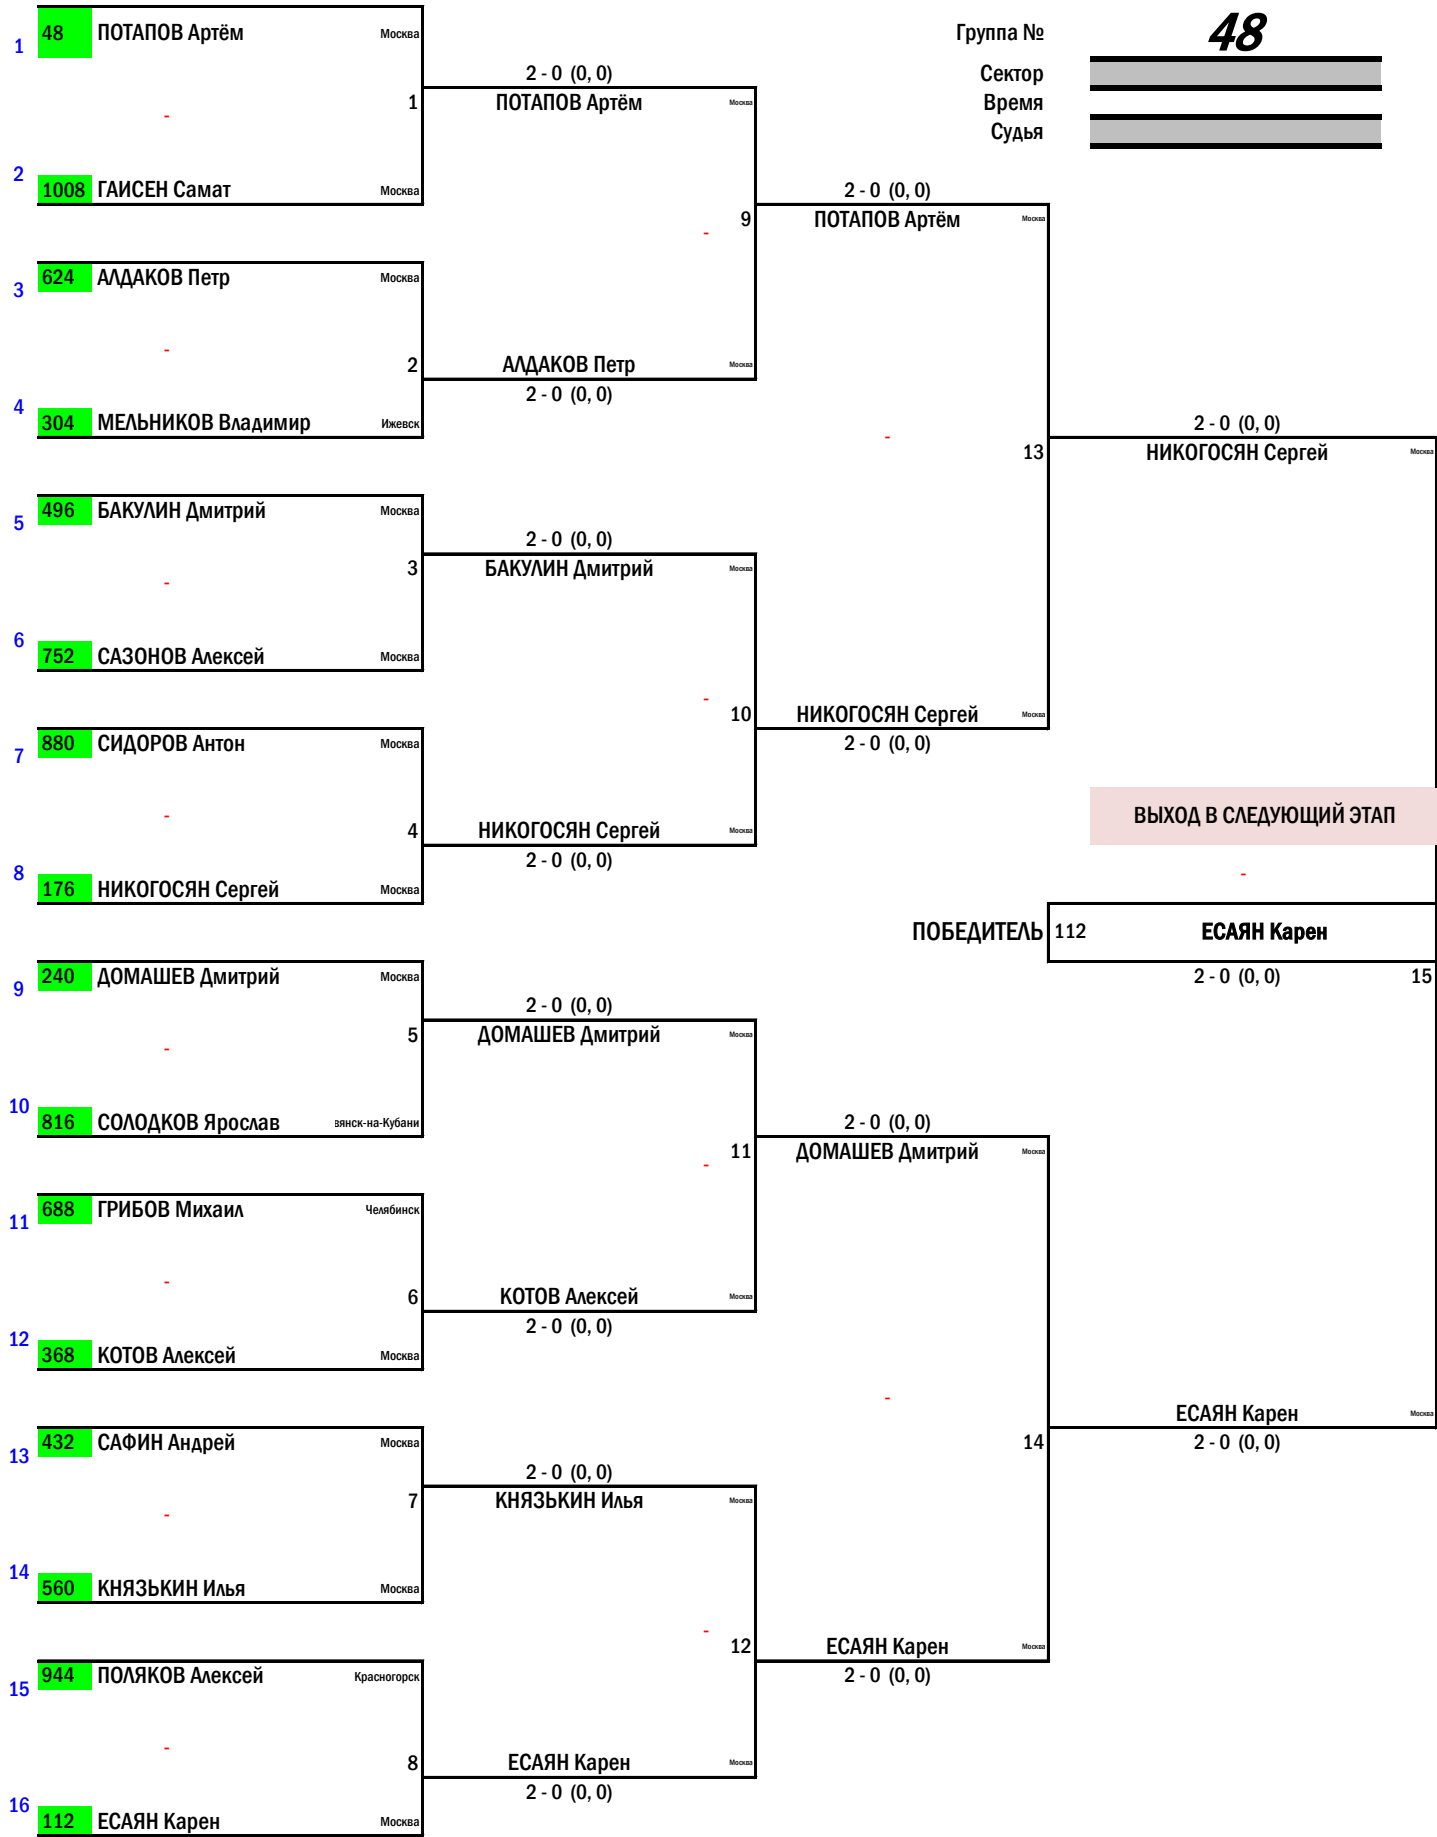 48 ПОТАПОВ Артём Москва Группа № 48
1
2 - 0 (0, 0) Сектор
1 ПОТАПОВ Артём Москва Время
- Судья
2
1008 ГАИСЕН Самат Москва 2 - 0 (0, 0)
- 9 ПОТАПОВ Артём Москва
3 624 АЛДАКОВ Петр Москва
-
2 АЛДАКОВ Петр Москва
2 - 0 (0, 0)
4
304 МЕЛЬНИКОВ Владимир Ижевск - 2 - 0 (0, 0)
13 НИКОГОСЯН Сергей Москва
5 496 БАКУЛИН Дмитрий Москва
2 - 0 (0, 0)
- 3 БАКУЛИН Дмитрий Москва
6
752 САЗОНОВ Алексей Москва
- 10 НИКОГОСЯН Сергей Москва
7 880 СИДОРОВ Антон Москва 2 - 0 (0, 0)
- ВЫХОД В СЛЕДУЮЩИЙ ЭТАП
4 НИКОГОСЯН Сергей Москва
2 - 0 (0, 0)
8 -
176 НИКОГОСЯН Сергей Москва
ПОБЕДИТЕЛЬ 112 ЕСАЯН Карен
9 240 ДОМАШЕВ Дмитрий Москва 2 - 0 (0, 0) 15
2 - 0 (0, 0)
- 5 ДОМАШЕВ Дмитрий Москва
10
816 СОЛОДКОВ Ярослав вянск-на-Кубани 2 - 0 (0, 0)
- 11 ДОМАШЕВ Дмитрий Москва
11 688 ГРИБОВ Михаил Челябинск
-
6 КОТОВ Алексей Москва
2 - 0 (0, 0)
12
368 КОТОВ Алексей Москва
-
ЕСАЯН Карен Москва
13 432 САФИН Андрей Москва 14 2 - 0 (0, 0)
2 - 0 (0, 0)
- 7 КНЯЗЬКИН Илья Москва
14
560 КНЯЗЬКИН Илья Москва
- 12 ЕСАЯН Карен Москва
15 944 ПОЛЯКОВ Алексей Красногорск 2 - 0 (0, 0)
-
8 ЕСАЯН Карен Москва
2 - 0 (0, 0)
16
112 ЕСАЯН Карен Москва